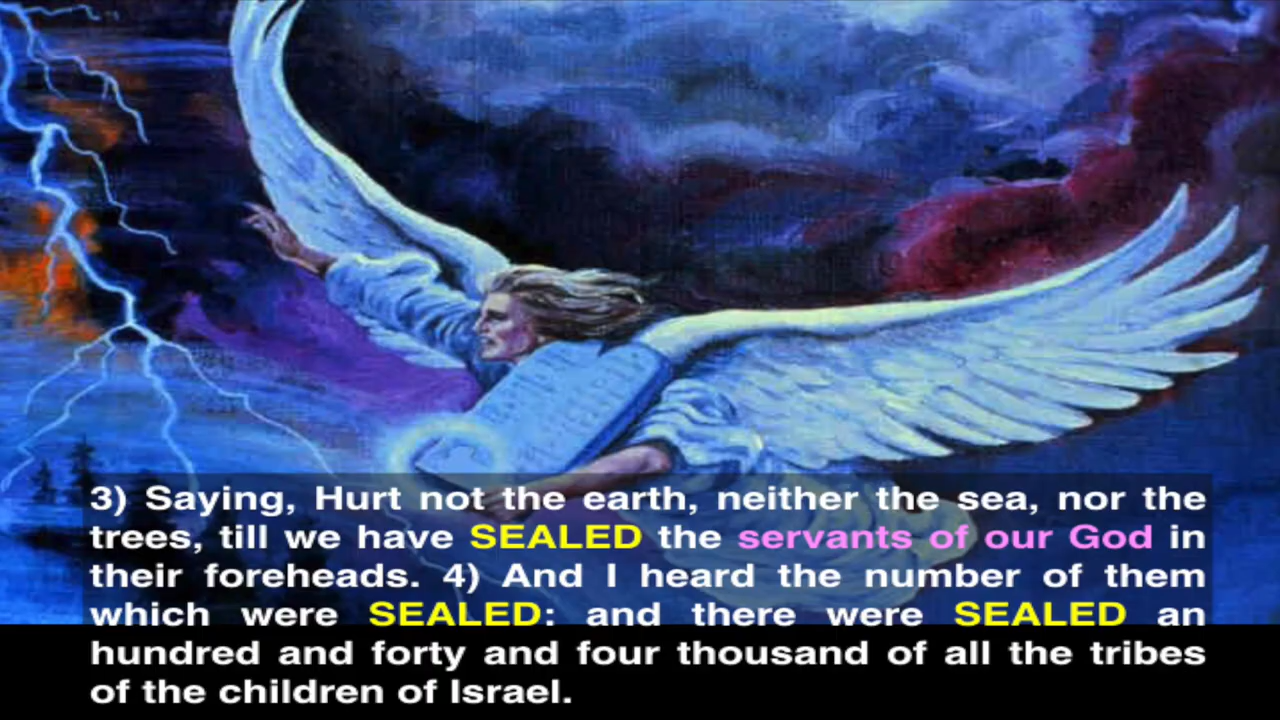 3) Saying, Hurt not the earth, neither the sea, nor the
trees, till we have SEALED the servants of our God in
their foreheads. 4) And I heard the number of them
which were SEALED: and there were SEALED an
hundred and forty and four thousand of all the tribes
of the children of Israel.